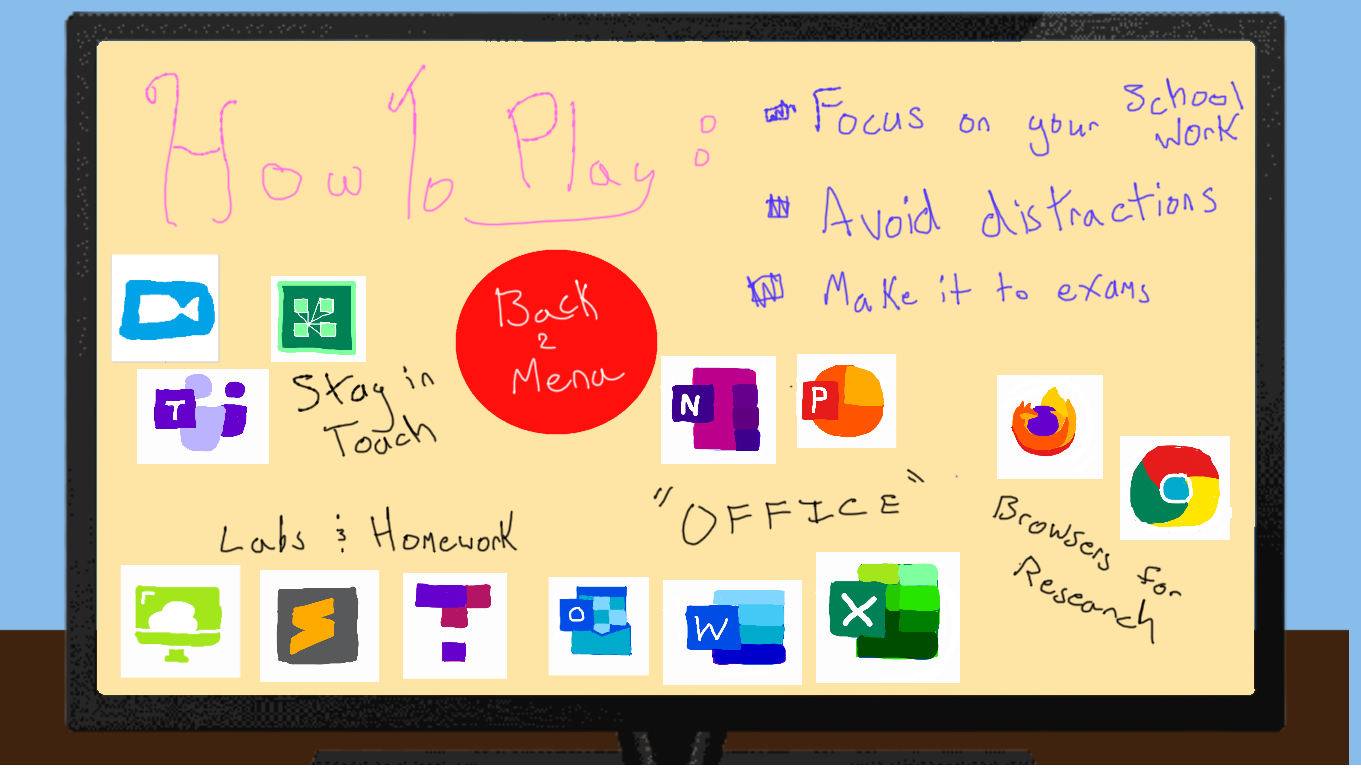 How To Play:
Focus on your School
work
Avoid distractions
Make it to exams
Back
2
Menu
Stay in
Touch
T
N
P
"OFFICE"
Labs & Homework
Browsers for
Research
O
W
X